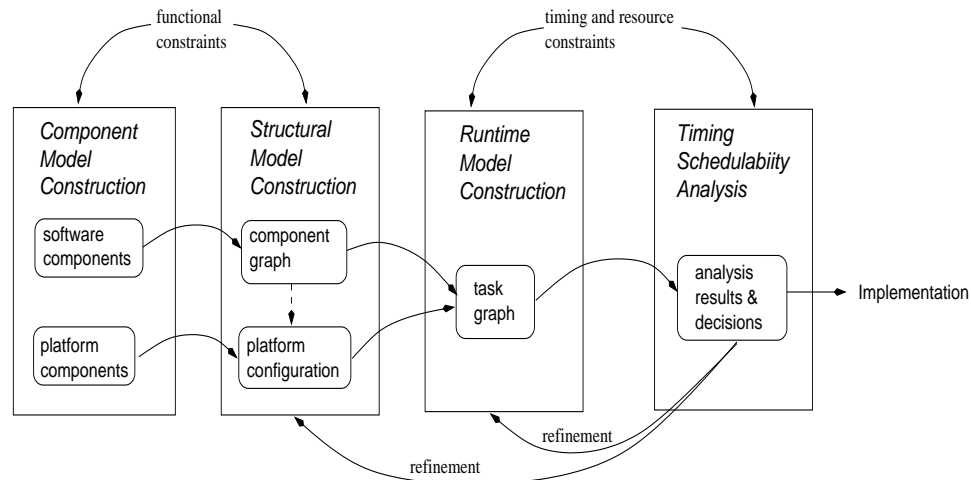 functional
constraints
timing and resource
constraints
Component
Model
Construction
software
components
platform
components
Structural
Model
Construction
component
graph
platform
configuration
Runtime
Model
Construction
task
graph
Timing
Schedulabiity
Analysis
analysis
results &
decisions
Implementation
refinement
refinement